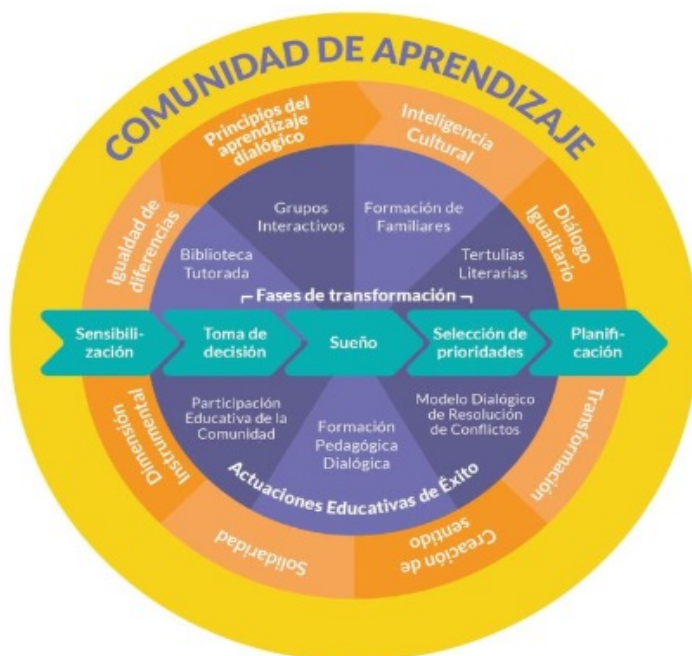 COMUNIDAD DE APRENDIZAJE
Principios del
aprendizaje
dialógico
Inteligencia
Cultural
Diálogo
Igualitario
Igualdad de
diferencias
Grupos
Interactivos
Formación de
Familiares
Biblioteca
Tutorada
Tertulias
Literarias
Fases de transformación
Sensibili-
zación
Toma de
decisión
Sueño
Selección de
prioridades
Planifi-
cación
Participación
Educativa de la
Comunidad
Formación
Pedagógica
Dialógica
Modelo Dialógico
de Resolución
de Conflictos
Actuaciones Educativas de Éxito
Dimensión
Instrumental
Solidaridad
Creación de
sentido
Transformación